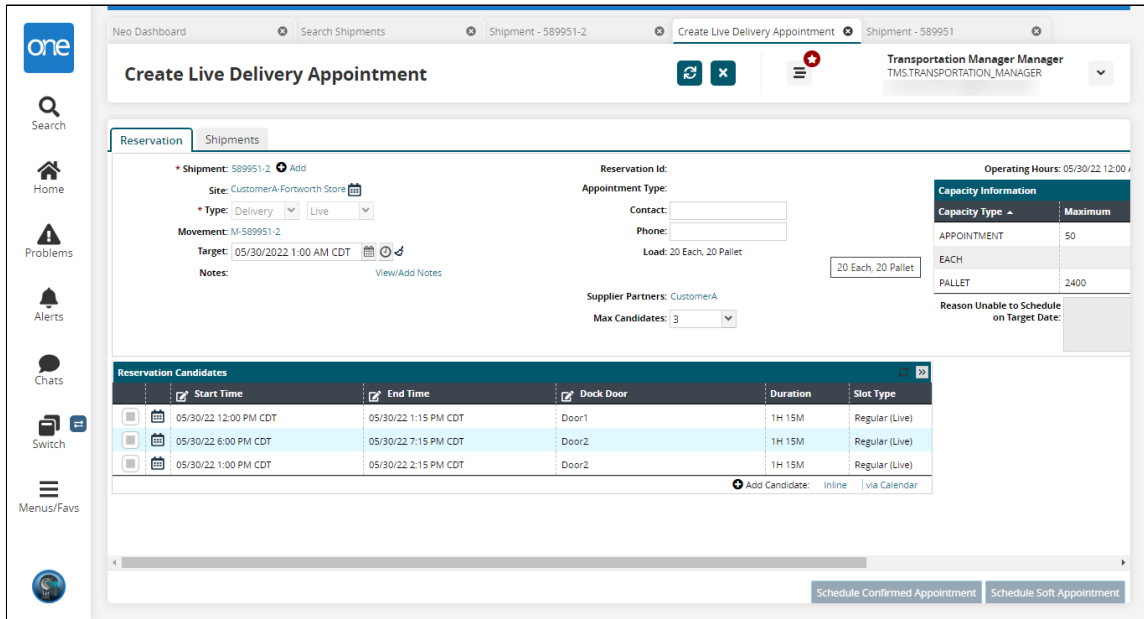 one
Neo Dashboard
Search Shipments
Shipment - 589951-2
Create Live Delivery Appointment
Shipment - 589951
Create Live Delivery Appointment
Transportation Manager Manager
TMS.TRANSPORTATION_MANAGER
Search
Home
Problems
Alerts
Chats
Switch
Menus/Favs
Reservation
Shipments
* Shipment: 589951-2 Add
Site: CustomerA-Fortworth Store
* Type: Delivery Live
Movement: M-589951-2
Target: 05/30/2022 1:00 AM CDT
Notes: View/Add Notes
Reservation Id:
Appointment Type:
Contact:
Phone:
Load: 20 Each, 20 Pallet
20 Each, 20 Pallet
Supplier Partners: CustomerA
Max Candidates: 3
Operating Hours: 05/30/22 12:00
Capacity Information
Capacity Type Maximum
APPOINTMENT 50
EACH
PALLET 2400
Reason Unable to Schedule
on Target Date:
Reservation Candidates
Start Time End Time Dock Door Duration Slot Type
05/30/22 12:00 PM CDT 05/30/22 1:15 PM CDT Door1 1H 15M Regular (Live)
05/30/22 6:00 PM CDT 05/30/22 7:15 PM CDT Door2 1H 15M Regular (Live)
05/30/22 1:00 PM CDT 05/30/22 2:15 PM CDT Door2 1H 15M Regular (Live)
Add Candidate: Inline via Calendar
Schedule Confirmed Appointment Schedule Soft Appointment